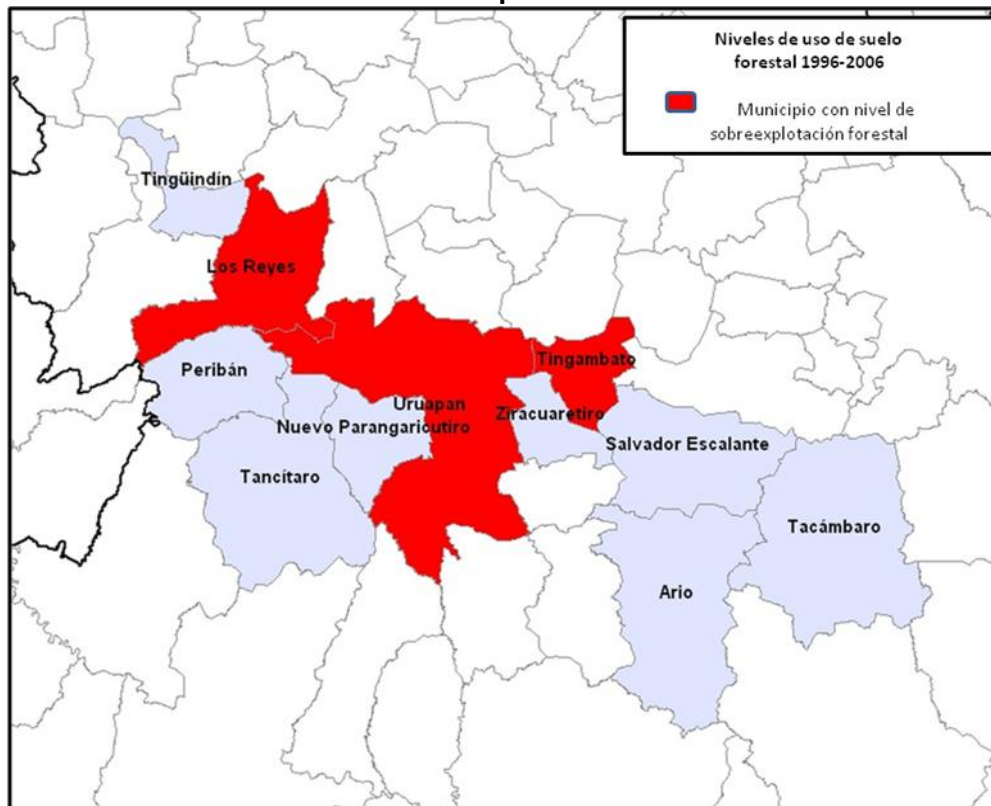 Niveles de uso de suelo
forestal 1996-2006
Municipio con nivel de
sobreexplotación forestal
Tingüindín
Los Reyes
Tingambato
Peribán
Uruapan
Ziracuaretiro
Nuevo Parangaricutiro
Salvador Escalante
Tancítaro
Tacámbaro
Ario